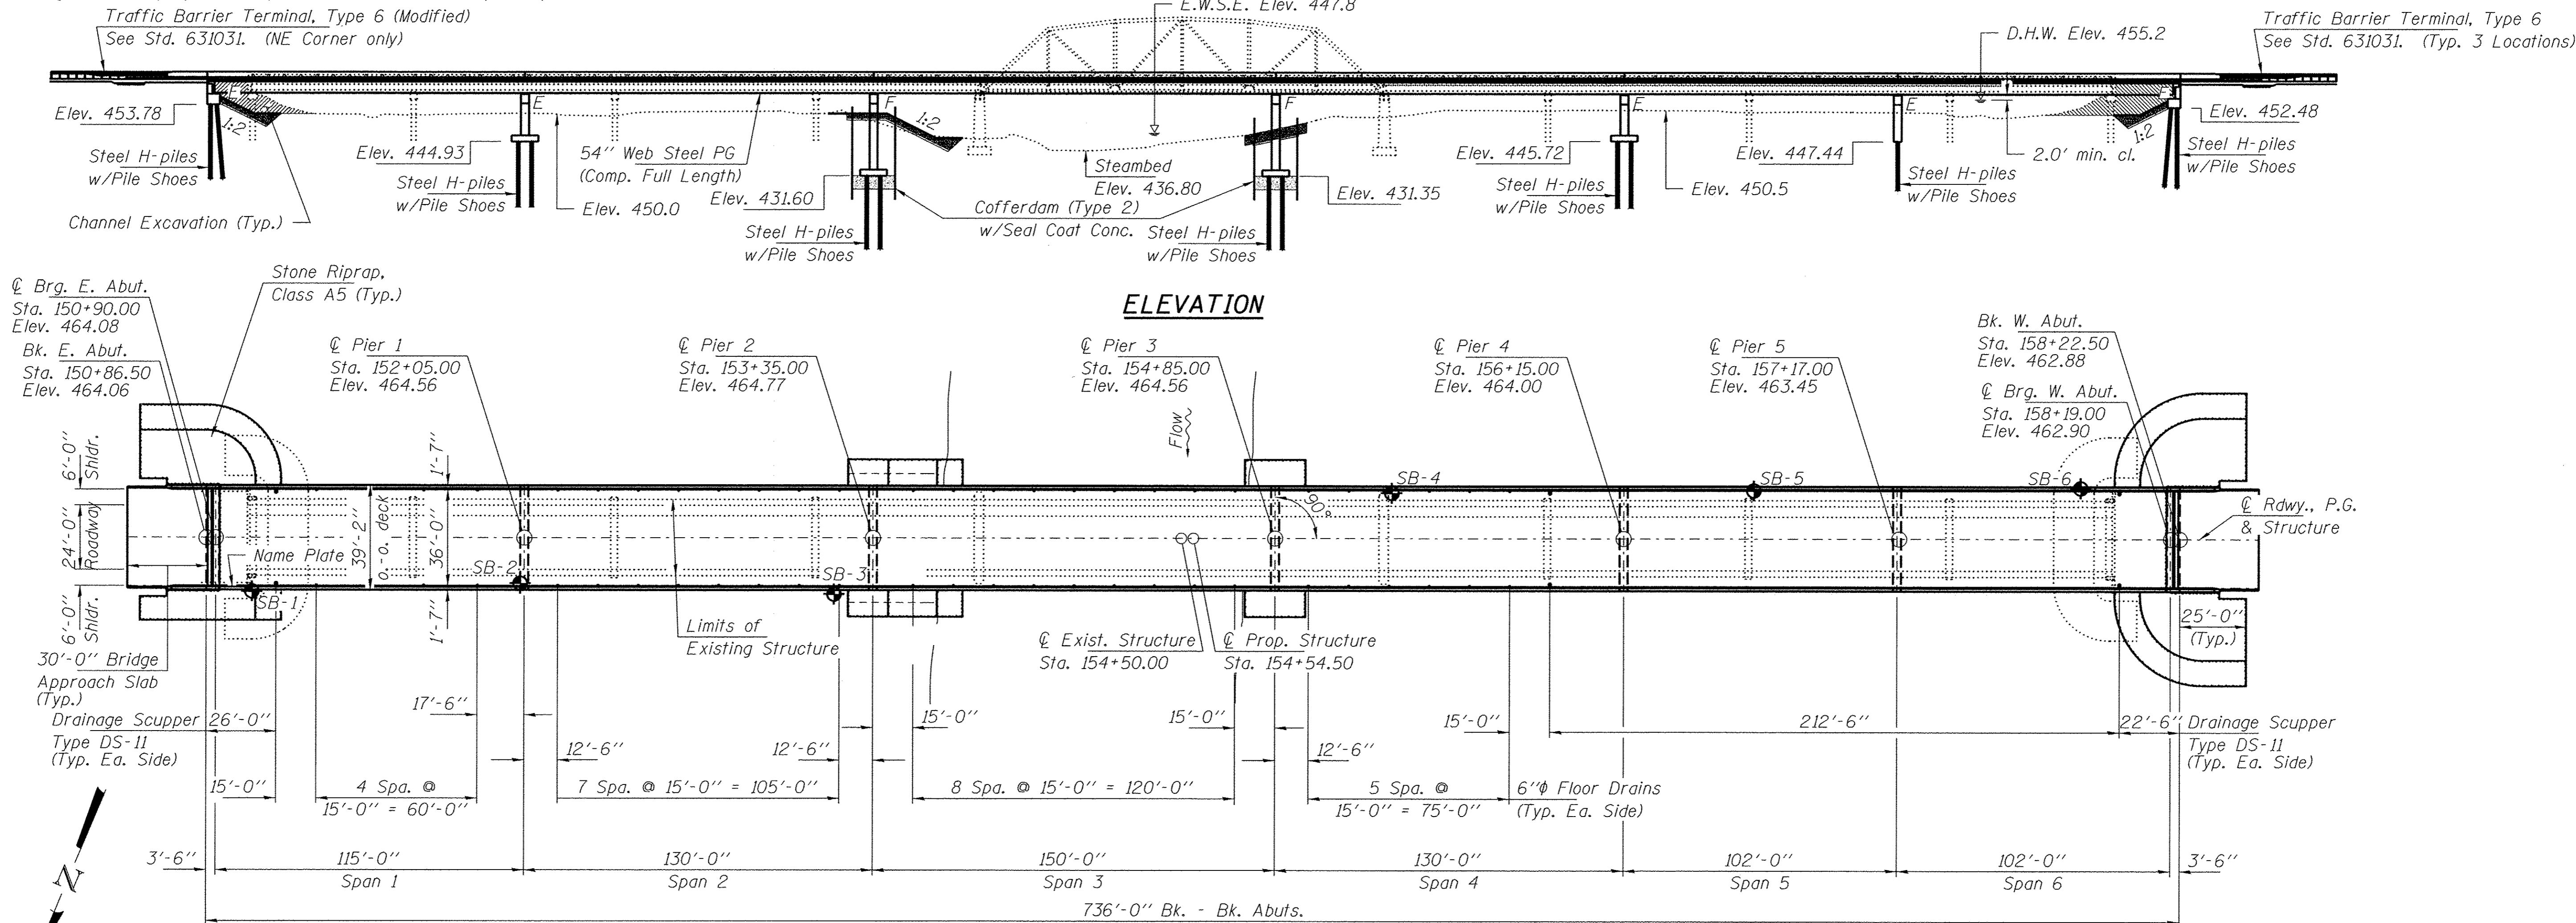 Traffic Barrier Terminal, Type 6 (Modified)
See Std. 631031. (NE Corner only)
E.W.S.E. Elev. 447.8
D.H.W. Elev. 455.2
Traffic Barrier Terminal, Type 6
See Std. 631031. (Typ. 3 Locations)
Elev. 453.78
E
1:2
E
F
1:2
F
E
E
E
1:2
Elev. 452.48
Steel H-piles
w/Pile Shoes
Elev. 444.93
Steel H-piles
w/Pile Shoes
54'' Web Steel PG
(Comp. Full Length)
Elev. 450.0
Elev. 431.60
Steel H-piles
w/Pile Shoes
Steambed
Elev. 436.80
Cofferdam (Type 2)
w/Seal Coat Conc.
Steel H-piles
w/Pile Shoes
Elev. 431.35
Elev. 445.72
Steel H-piles
w/Pile Shoes
Elev. 450.5
Elev. 447.44
Steel H-piles
w/Pile Shoes
2.0' min. cl.
Steel H-piles
w/Pile Shoes
Channel Excavation (Typ.)
ELEVATION
℄ Brg. E. Abut.
Sta. 150+90.00
Elev. 464.08
Bk. E. Abut.
Sta. 150+86.50
Elev. 464.06
Stone Riprap,
Class A5 (Typ.)
℄ Pier 1
Sta. 152+05.00
Elev. 464.56
℄ Pier 2
Sta. 153+35.00
Elev. 464.77
℄ Pier 3
Sta. 154+85.00
Elev. 464.56
Flow
℄ Pier 4
Sta. 156+15.00
Elev. 464.00
℄ Pier 5
Sta. 157+17.00
Elev. 463.45
Bk. W. Abut.
Sta. 158+22.50
Elev. 462.88
℄ Brg. W. Abut.
Sta. 158+19.00
Elev. 462.90
6'-0'' Shldr.
24'-0'' Roadway
6'-0'' Shldr.
1'-7''
39'-2'' o.-o. deck
36'-0''
1'-7''
Name Plate
SB-1
SB-2
SB-3
SB-4
SB-5
SB-6
90°
℄ Rdwy., P.G.
& Structure
Limits of
Existing Structure
℄ Exist. Structure
Sta. 154+50.00
℄ Prop. Structure
Sta. 154+54.50
25'-0''
(Typ.)
30'-0'' Bridge
Approach Slab
(Typ.)
Drainage Scupper
Type DS-11
(Typ. Ea. Side)
26'-0''
17'-6''
15'-0''
15'-0''
15'-0''
212'-6''
22'-6''
Drainage Scupper
Type DS-11
(Typ. Ea. Side)
12'-6''
12'-6''
12'-6''
15'-0''
4 Spa. @
15'-0'' = 60'-0''
7 Spa. @ 15'-0'' = 105'-0''
8 Spa. @ 15'-0'' = 120'-0''
5 Spa. @
15'-0'' = 75'-0''
6''φ Floor Drains
(Typ. Ea. Side)
3'-6''
115'-0''
Span 1
130'-0''
Span 2
150'-0''
Span 3
130'-0''
Span 4
102'-0''
Span 5
102'-0''
Span 6
3'-6''
N
736'-0'' Bk. - Bk. Abuts.